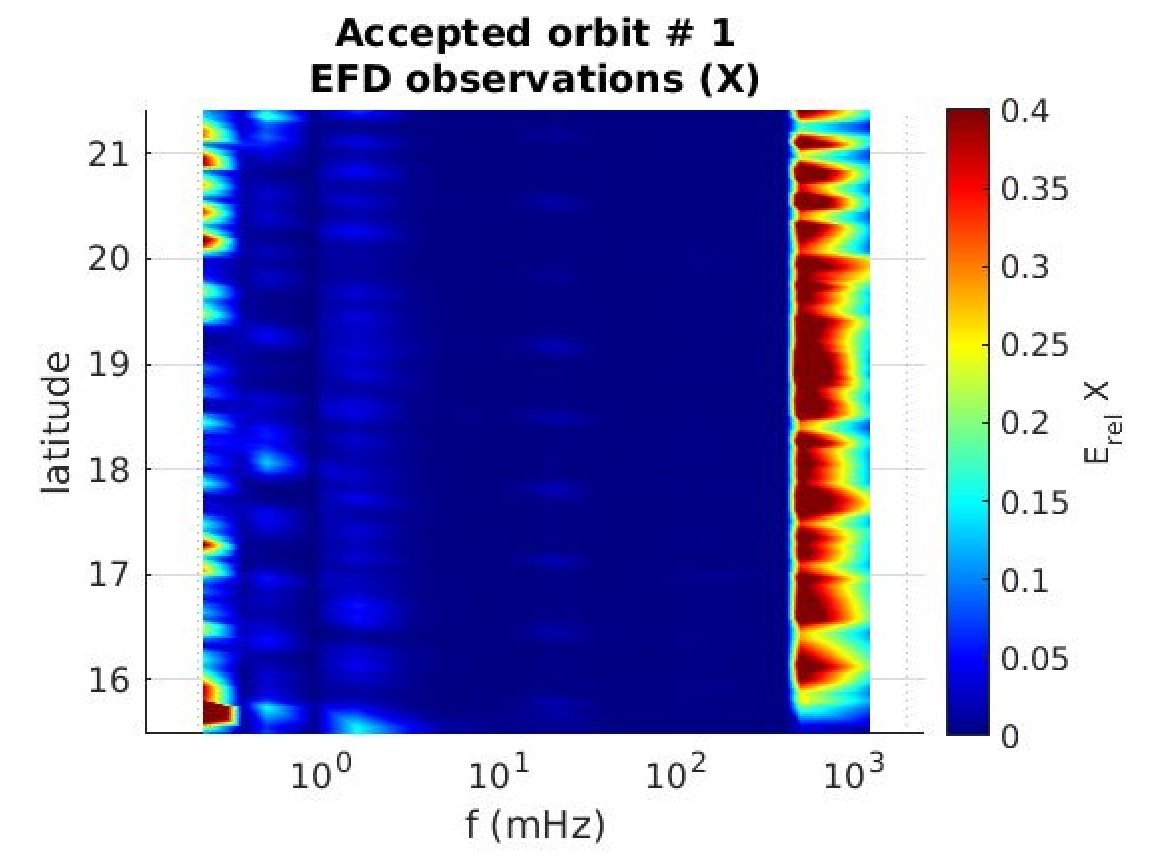 Accepted orbit # 1
EFD observations (X)
21
20
19
18
17
16
latitude
10^0 10^1 10^2 10^3
f (mHz)
0.4
0.35
0.3
0.25
0.2
0.15
0.1
0.05
0
E_rel X